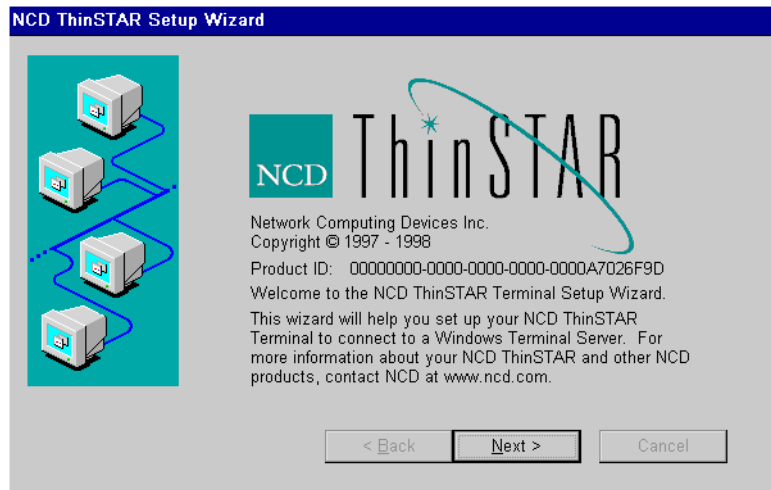 NCD ThinSTAR Setup Wizard
NCD ThinSTAR
Network Computing Devices Inc.
Copyright © 1997 - 1998
Product ID: 00000000-0000-0000-0000-0000A7026F9D
Welcome to the NCD ThinSTAR Terminal Setup Wizard.
This wizard will help you set up your NCD ThinSTAR
Terminal to connect to a Windows Terminal Server. For
more information about your NCD ThinSTAR and other NCD
products, contact NCD at www.ncd.com.
< Back
Next >
Cancel